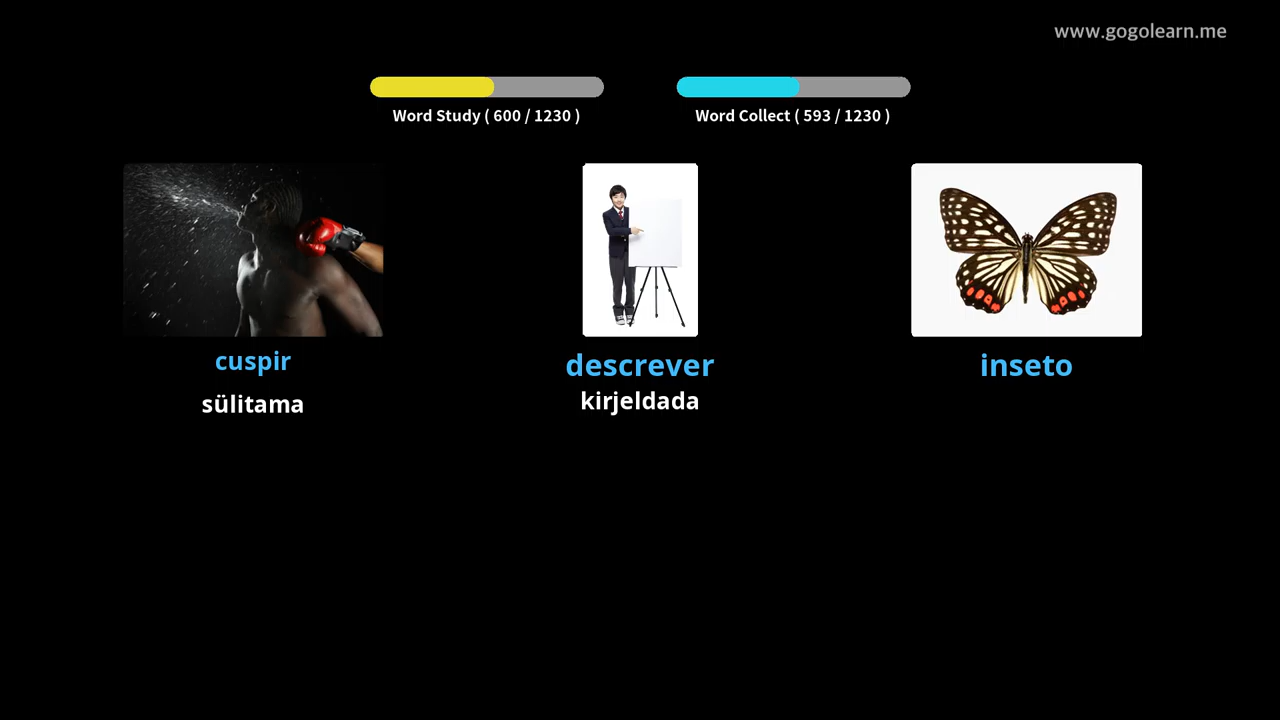 www.gogolearn.me
Word Study ( 600 / 1230 )
Word Collect ( 593 / 1230 )
cuspir
sülitama
descrever
kirjeldada
inseto